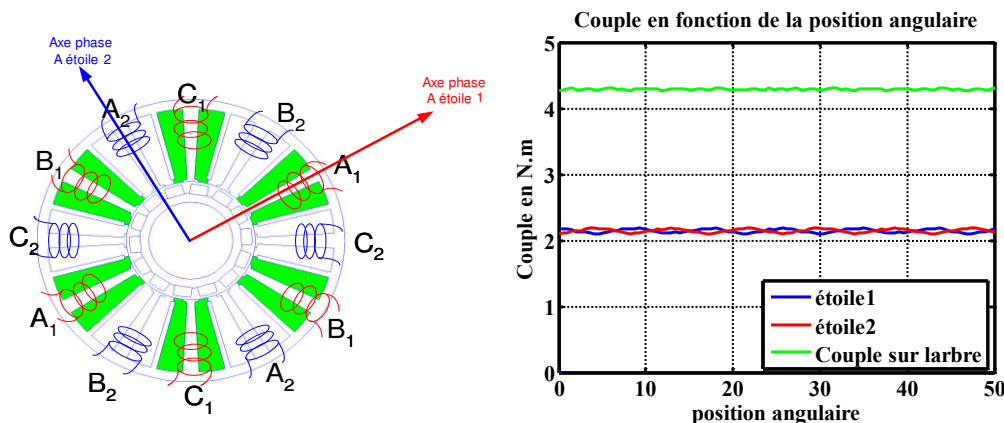 Axe phase
A étoile 2
Axe phase
A étoile 1
A2
C1
B2
B1
A1
C2
C2
A1
B1
B2
C1
A2
Couple en fonction de la position angulaire
Couple en N.m
5
4
3
2
1
0
0
10
20
30
40
50
étoile1
étoile2
Couple sur larbre
position angulaire